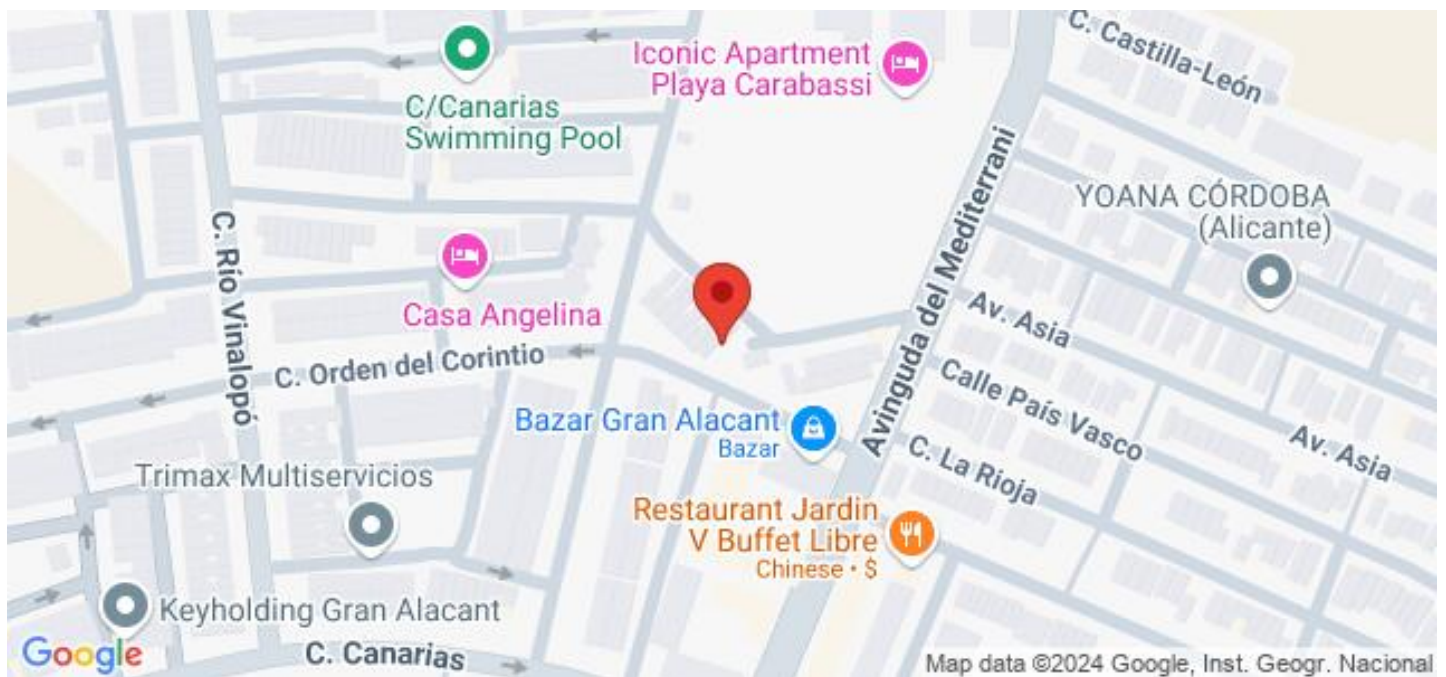 C. Castilla-León
Iconic Apartment
Playa Carabassi
C/Canarias
Swimming Pool
YOANA CÓRDOBA
(Alicante)
C. Río Vinalopó
Avinguda del Mediterrani
Casa Angelina
Av. Asia
C. Orden del Corintio
Calle País Vasco
Bazar Gran Alacant
Bazar
Av. Asia
C. La Rioja
Trimax Multiservicios
Restaurant Jardin
V Buffet Libre
Chinese • $
Keyholding Gran Alacant
Google
C. Canarias
Map data ©2024 Google, Inst. Geogr. Nacional